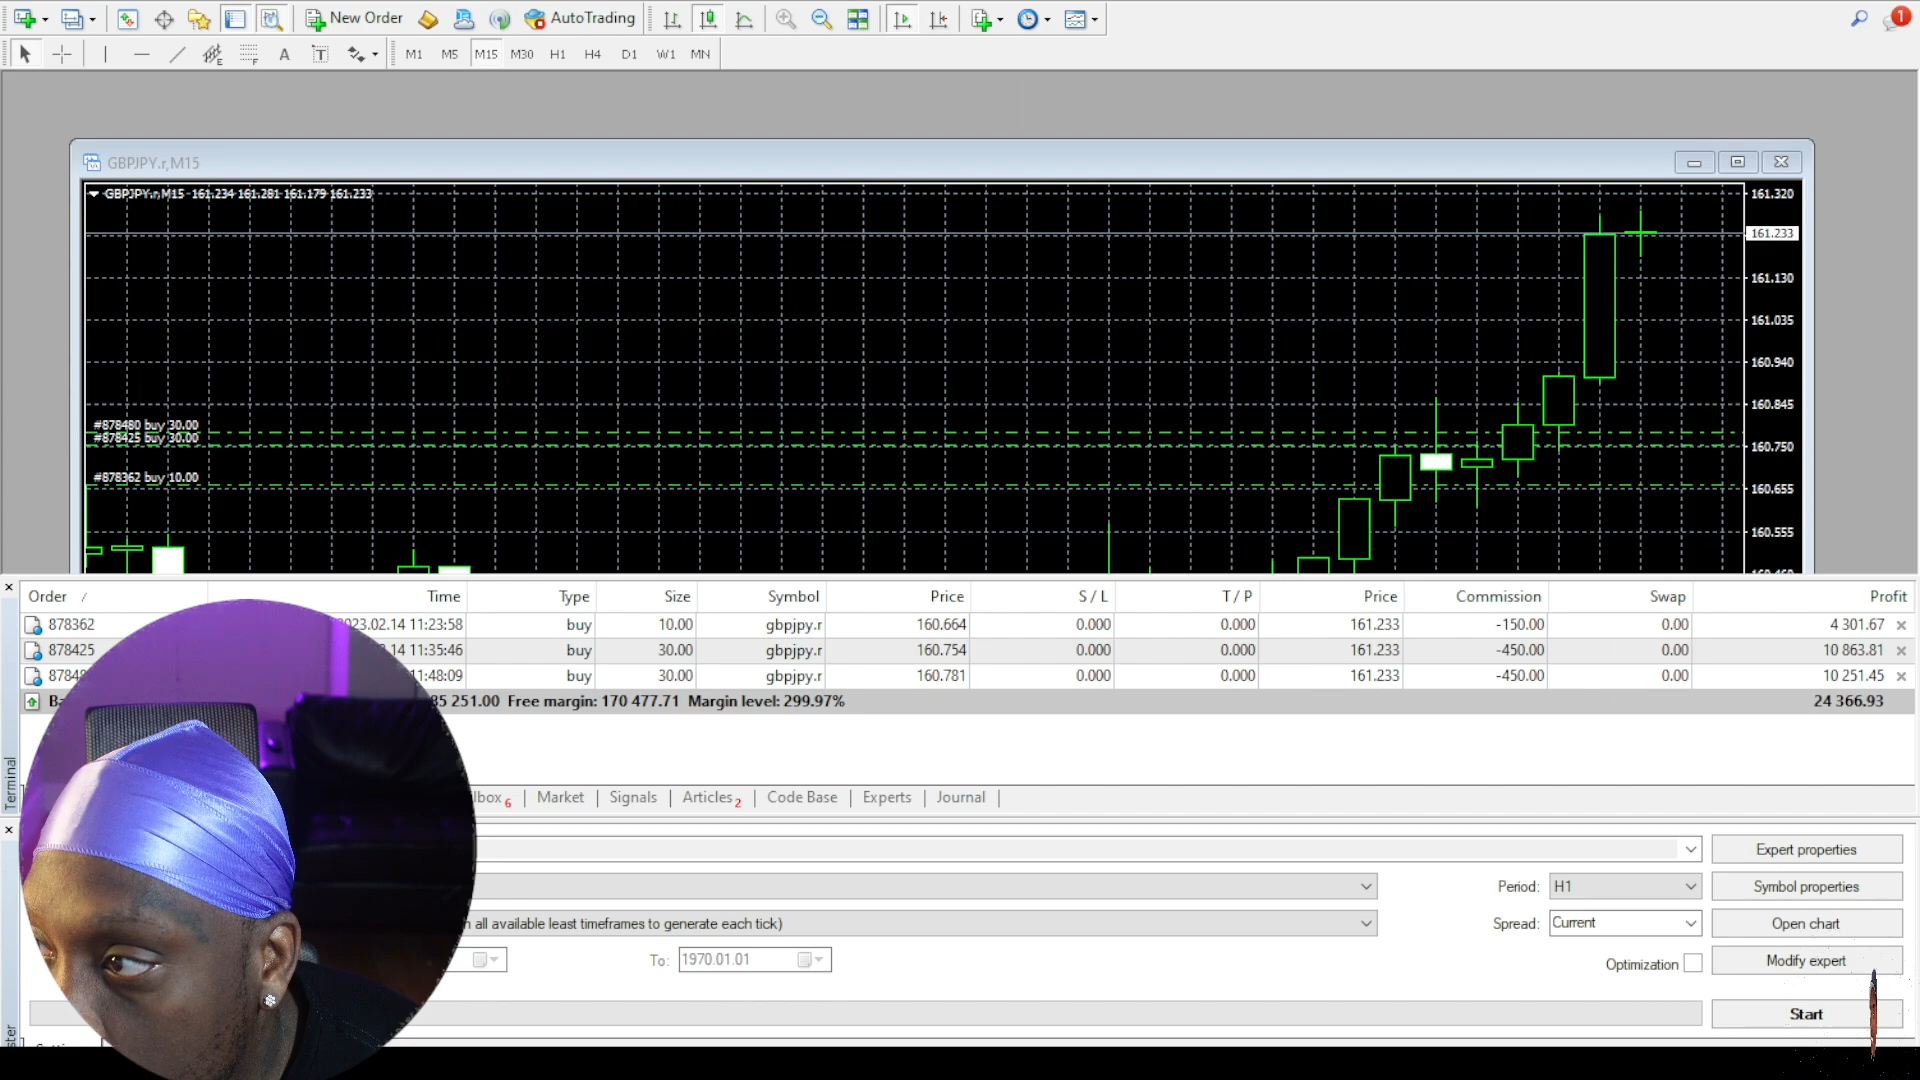 New Order AutoTrading 1
A T E F M1 M5 M15 M30 H1 H4 D1 W1 MN
GBPJPY.r,M15
GBPJPY.r,M15 161.234 161.281 161.179 161.233
161.320
161.233
161.130
161.035
160.940
160.845
160.750
160.655
160.555
#878480 buy 30.00
#878425 buy 30.00
#878362 buy 10.00
Order / Time Type Size Symbol Price S / L T / P Price Commission Swap Profit
878362 2023.02.14 11:23:58 buy 10.00 gbpjpy.r 160.664 0.000 0.000 161.233 -150.00 0.00 4 301.67
878425 14 11:35:46 buy 30.00 gbpjpy.r 160.754 0.000 0.000 161.233 -450.00 0.00 10 863.81
8784 11:48:09 buy 30.00 gbpjpy.r 160.781 0.000 0.000 161.233 -450.00 0.00 10 251.45
Ba 85 251.00 Free margin: 170 477.71 Margin level: 299.97% 24 366.93
Terminal
lbox 6 Market Signals Articles 2 Code Base Experts Journal
Expert properties
Period: H1 Symbol properties
all available least timeframes to generate each tick) Spread: Current Open chart
To: 1970.01.01 Optimization Modify expert
Start